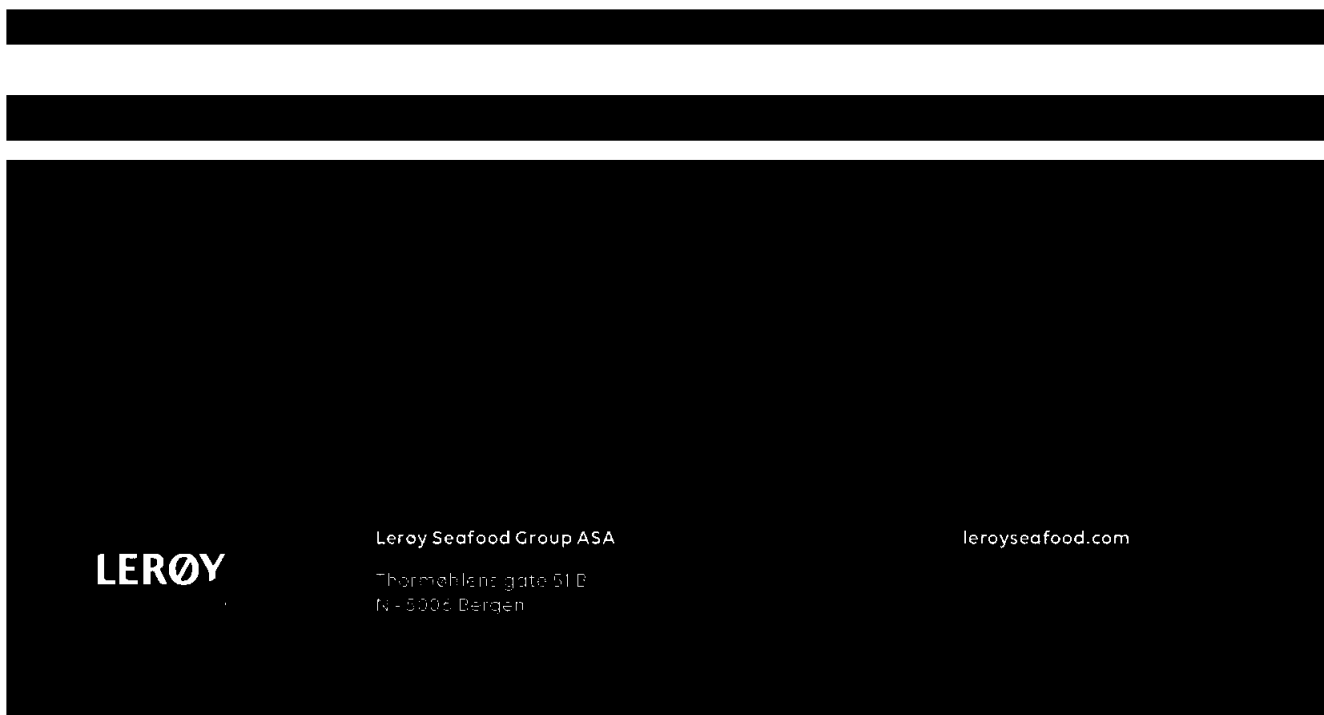 LERØY
Lerøy Seafood Group ASA
Thormøhlens gate 51 B
N - 5006 Bergen
leroyseafood.com